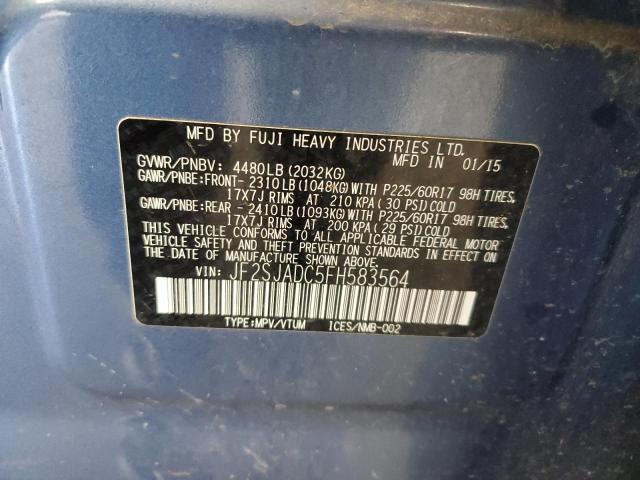 MFD BY FUJI HEAVY INDUSTRIES LTD.
MFD IN 01/15
GVWR/PNBV: 4480LB (2032KG)
GAWR/PNBE:FRONT- 2310LB (1048KG) WITH P225/60R17 98H TIRES,
17X7J RIMS AT 210 KPA (30 PSI) COLD
GAWR/PNBE:REAR -2410LB (1093KG) WITH P225/60R17 98H TIRES,
17X7J RIMS AT 200 KPA (29 PSI) COLD
THIS VEHICLE CONFORMS TO ALL APPLICABLE FEDERAL MOTOR
VEHICLE SAFETY AND THEFT PREVENTION STANDARDS IN EFFECT ON
THE DATE OF MANUFACTURE SHOWN ABOVE.
VIN: JF2SJADC5FH583564
TYPE:MPV/VTUM ICES/NMB-002